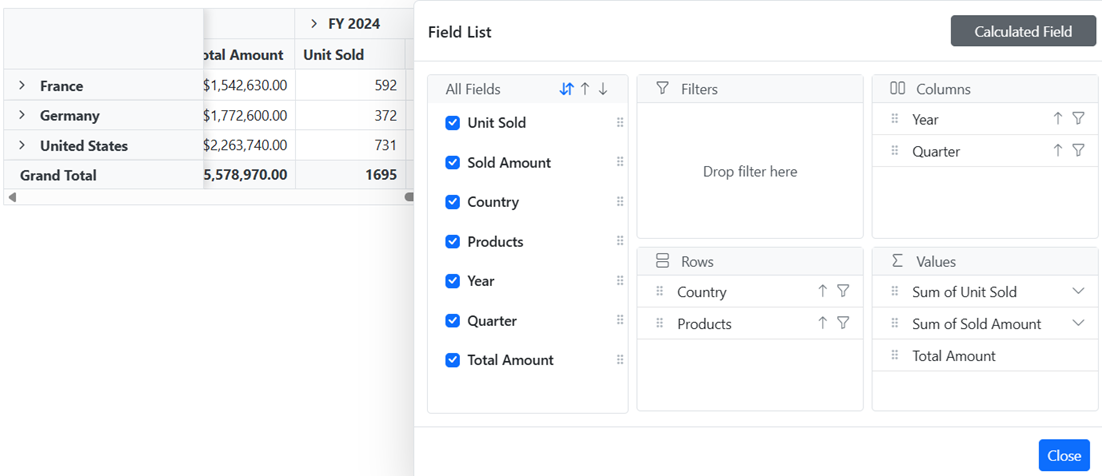 FY 2024
otal Amount Unit Sold
France $1,542,630.00 592
Germany $1,772,600.00 372
United States $2,263,740.00 731
Grand Total 5,578,970.00 1695
Field List
Calculated Field
All Fields
Unit Sold
Sold Amount
Country
Products
Year
Quarter
Total Amount
Filters
Drop filter here
Columns
Year
Quarter
Rows
Country
Products
Values
Sum of Unit Sold
Sum of Sold Amount
Total Amount
Close